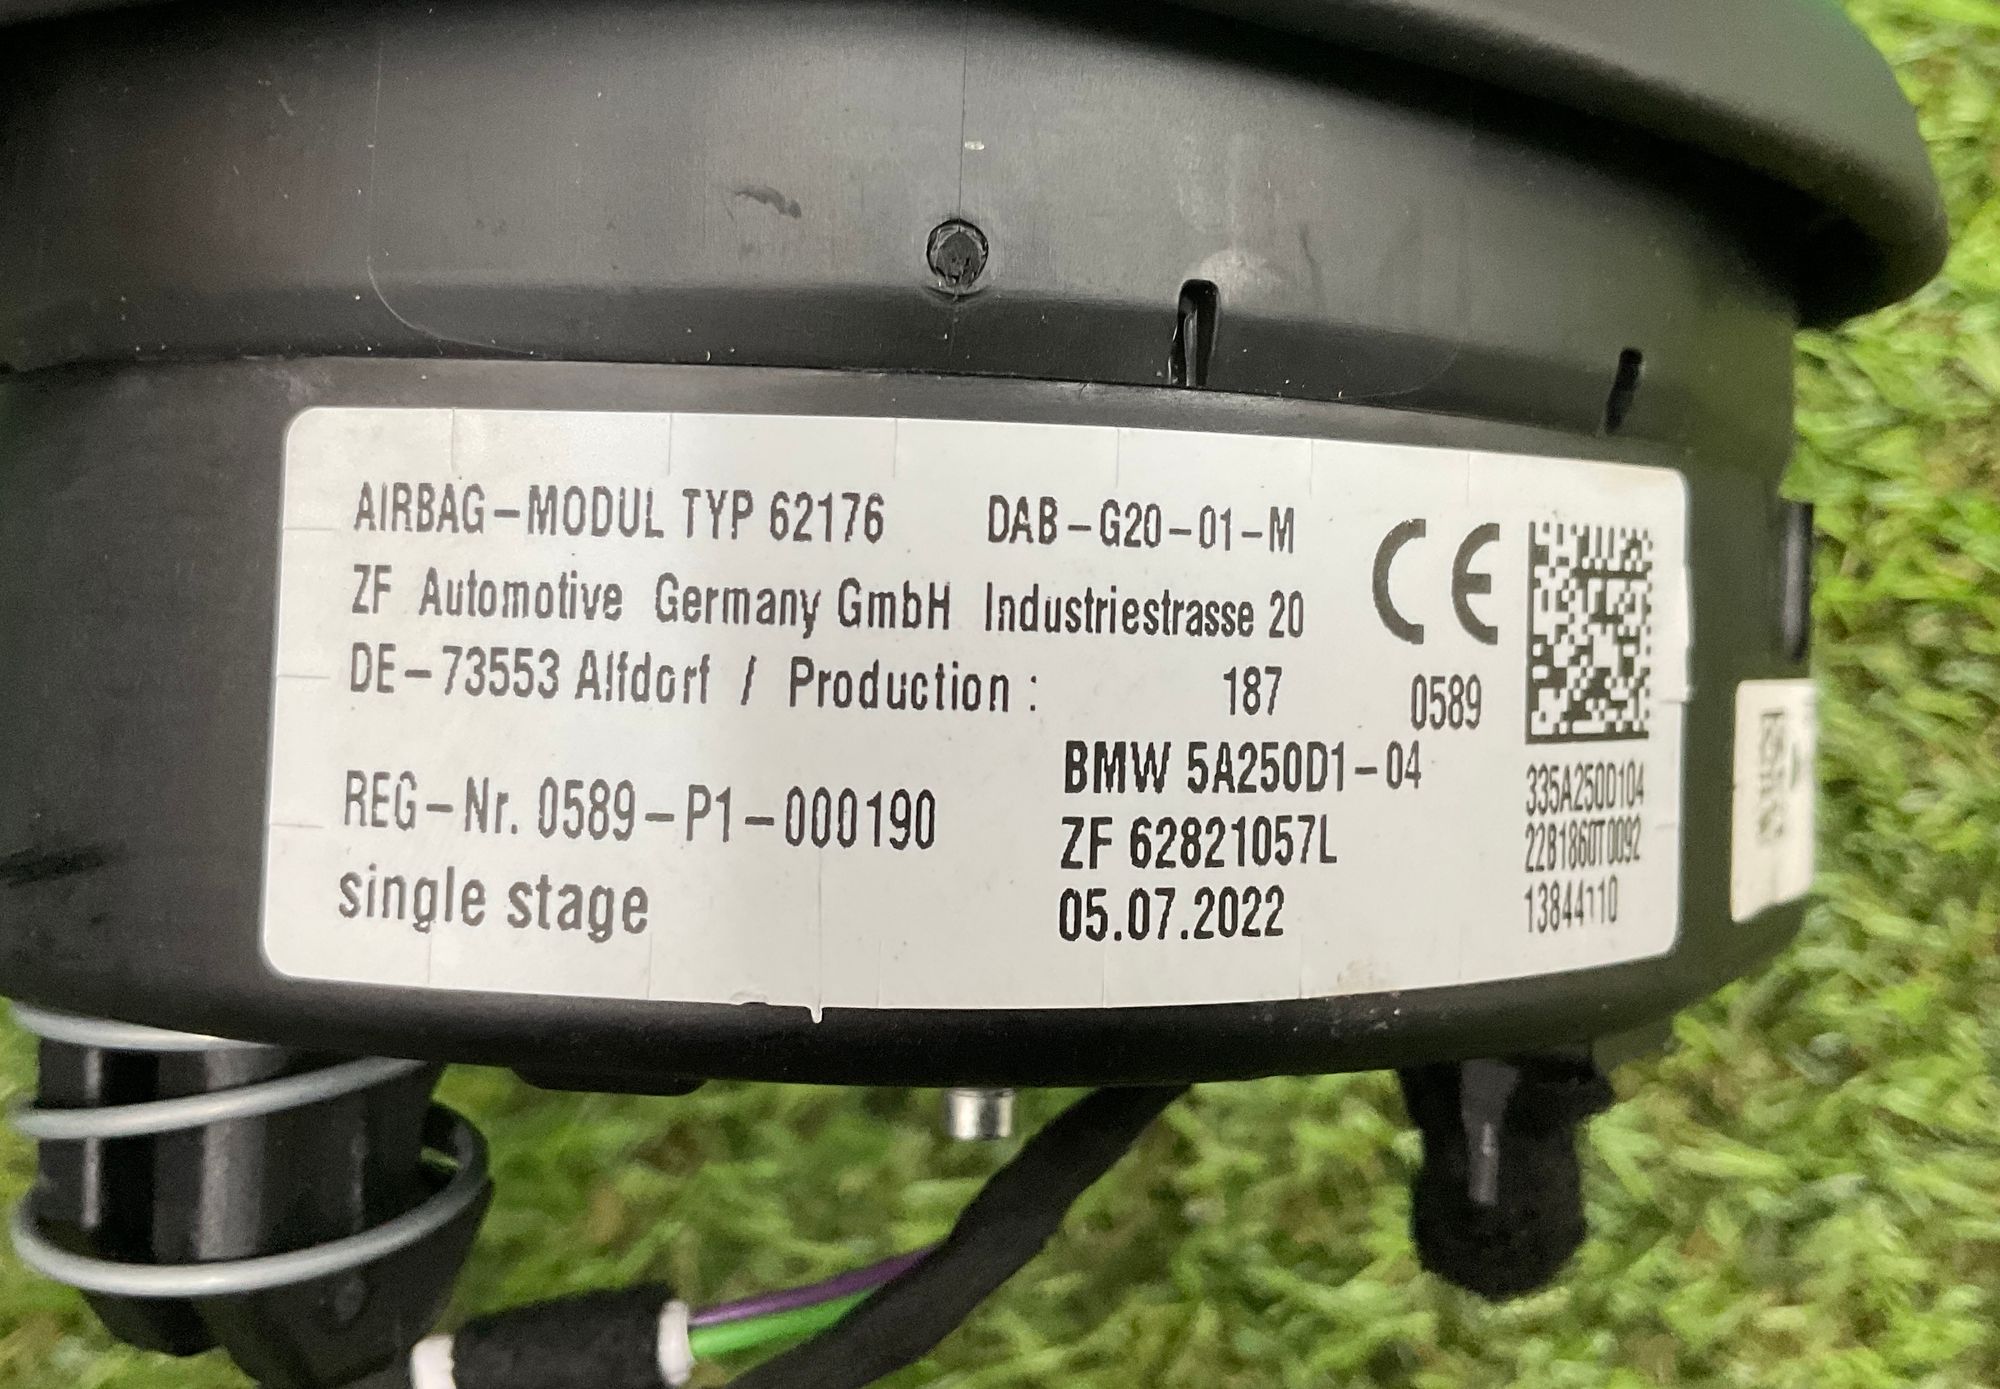 AIRBAG-MODUL TYP 62176 DAB-G20-01-M
ZF Automotive Germany GmbH Industriestrasse 20
DE-73553 Alfdorf / Production : 187 0589
CE
REG-Nr. 0589-P1-000190
single stage
BMW 5A250D1-04
ZF 62821057L
05.07.2022
335A250D104
22B1860T0092
13844110